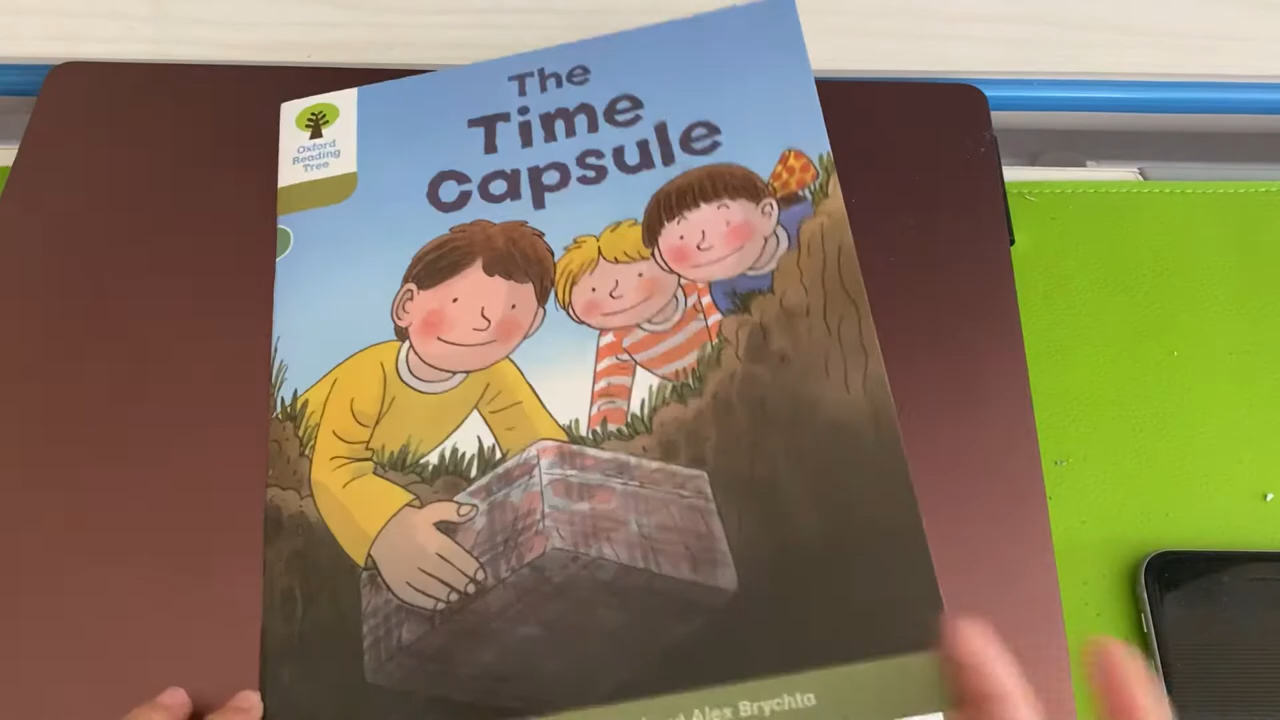 The
Time
Capsule
Oxford
Reading
Tree
Alex Brychta